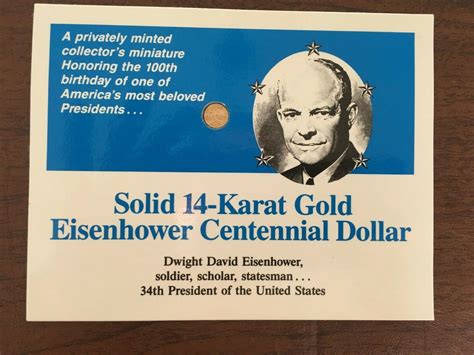 A privately minted
collector's miniature
Honoring the 100th
birthday of one of
America's most beloved
Presidents . . .
Solid 14-Karat Gold
Eisenhower Centennial Dollar
Dwight David Eisenhower,
soldier, scholar, statesman . . .
34th President of the United States